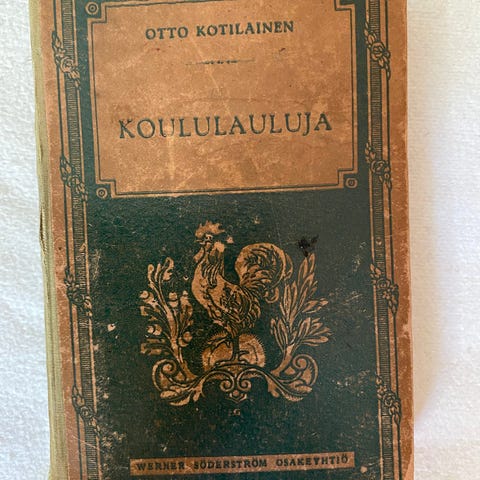 OTTO KOTILAINEN
KOULULAULUJA
WERNER SÖDERSTRÖM OSAKEYHTIÖ